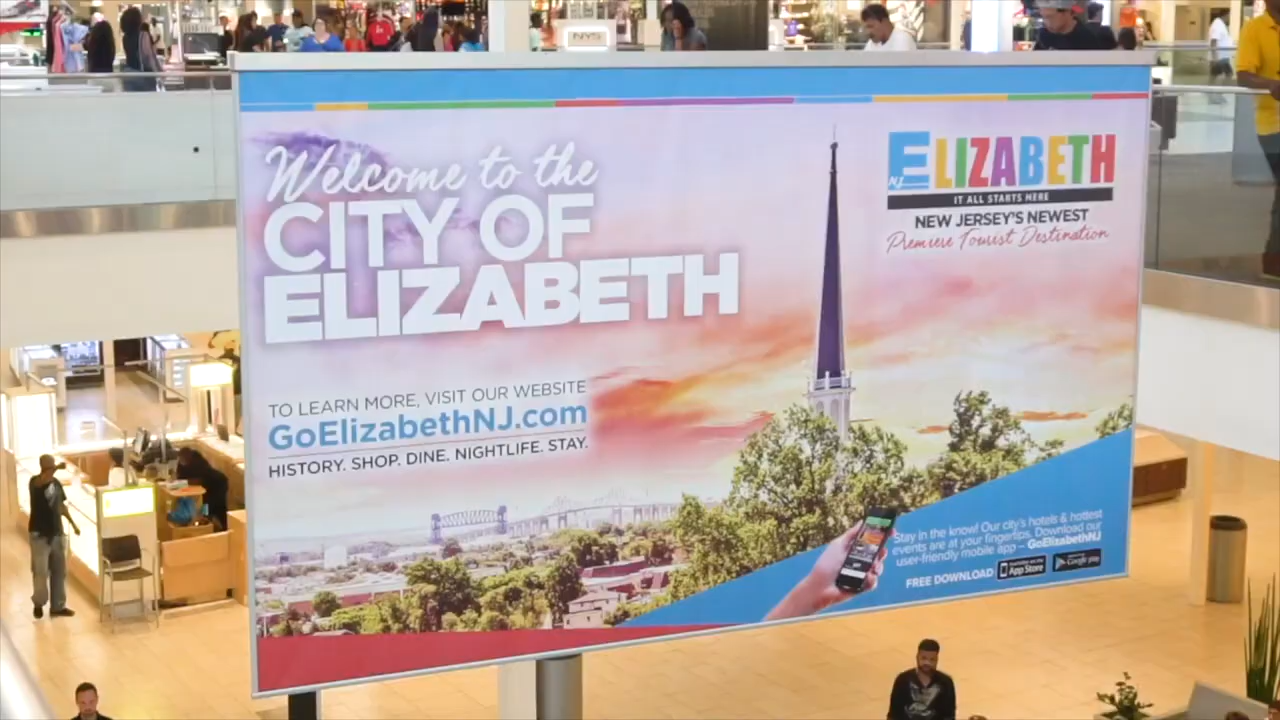 NYS
Welcome to the
CITY OF
ELIZABETH
TO LEARN MORE, VISIT OUR WEBSITE
GoElizabethNJ.com
HISTORY. SHOP. DINE. NIGHTLIFE. STAY.
ELIZABETH
NJ
IT ALL STARTS HERE
NEW JERSEY'S NEWEST
Premiere Tourist Destination
Stay in the know! Our city's hotels & hottest
events are at your fingertips. Download our
user-friendly mobile app – GoElizabethNJ
FREE DOWNLOAD
App Store
Google play